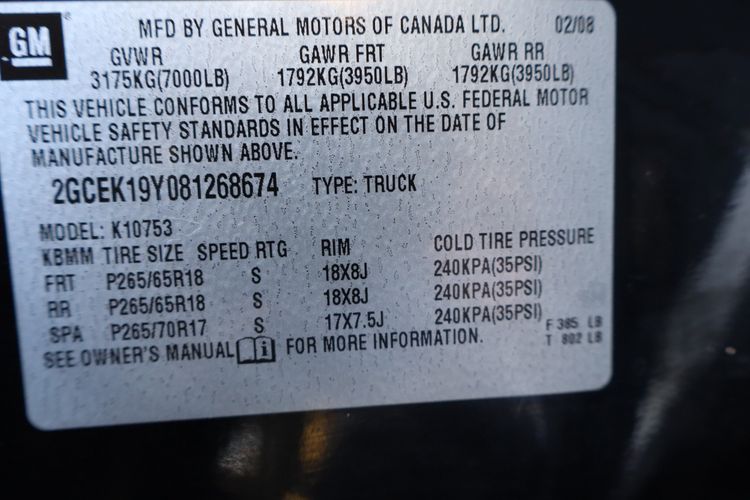 GM
MFD BY GENERAL MOTORS OF CANADA LTD. 02/08
GVWR GAWR FRT GAWR RR
3175KG(7000LB) 1792KG(3950LB) 1792KG(3950LB)
THIS VEHICLE CONFORMS TO ALL APPLICABLE U.S. FEDERAL MOTOR
VEHICLE SAFETY STANDARDS IN EFFECT ON THE DATE OF
MANUFACTURE SHOWN ABOVE.
2GCEK19Y081268674 TYPE: TRUCK
MODEL: K10753
KBMM TIRE SIZE SPEED RTG RIM COLD TIRE PRESSURE
FRT P265/65R18 S 18X8J 240KPA(35PSI)
RR P265/65R18 S 18X8J 240KPA(35PSI)
SPA P265/70R17 S 17X7.5J 240KPA(35PSI)
F 385 LB
T 802 LB
SEE OWNER'S MANUAL i FOR MORE INFORMATION.